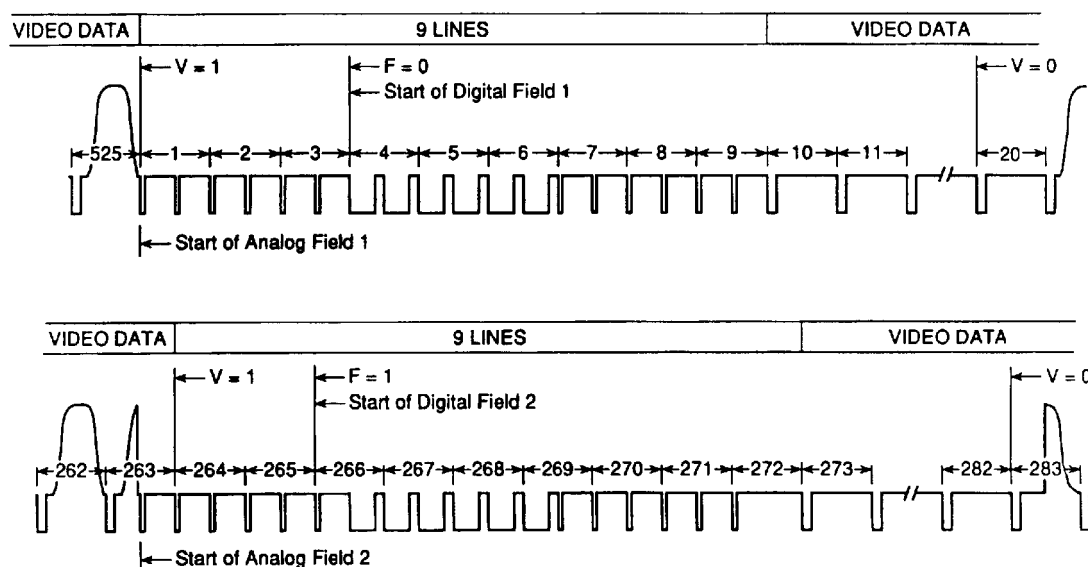 VIDEO DATA 9 LINES VIDEO DATA
V = 1 F = 0 V = 0
Start of Digital Field 1
525 1 2 3 4 5 6 7 8 9 10 11 20
Start of Analog Field 1
VIDEO DATA 9 LINES VIDEO DATA
V = 1 F = 1 V = 0
Start of Digital Field 2
262 263 264 265 266 267 268 269 270 271 272 273 282 283
Start of Analog Field 2